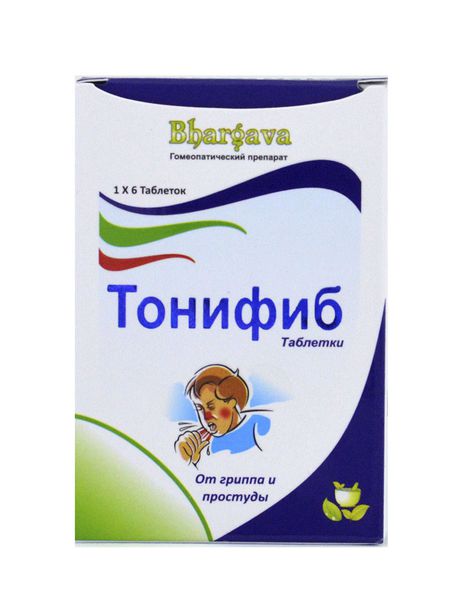 Bhargava
Гомеопатический препарат
1 X 6 Таблеток
Тонифиб
Таблетки
От гриппа и
простуды